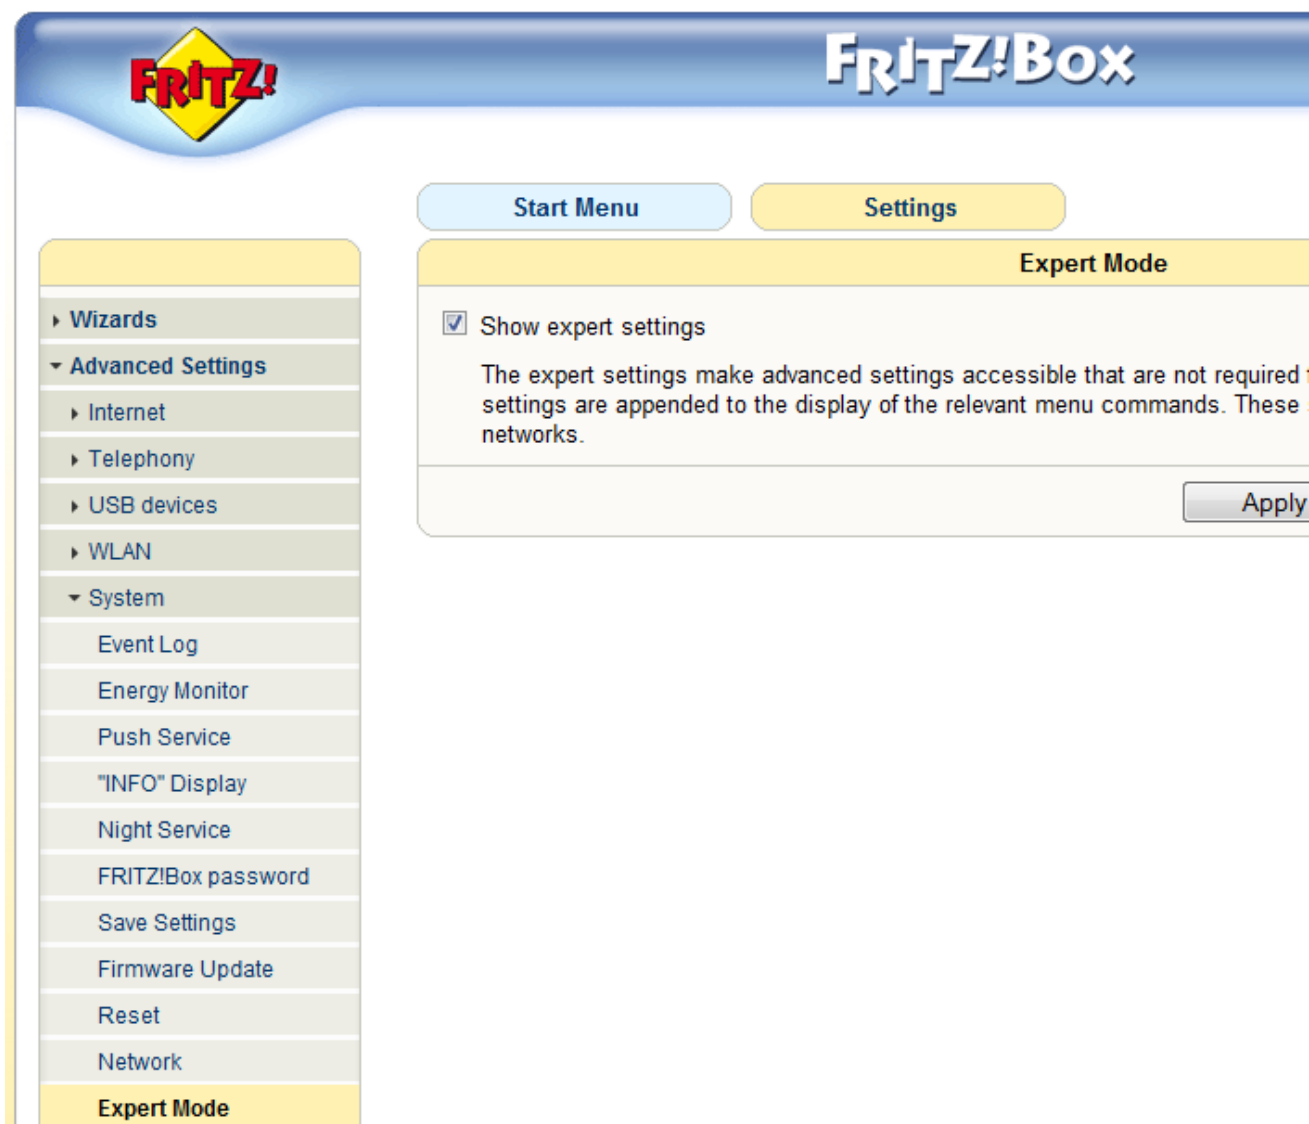 FRITZ!
FRITZ!Box
Start Menu
Settings
Wizards
Advanced Settings
Internet
Telephony
USB devices
WLAN
System
Event Log
Energy Monitor
Push Service
"INFO" Display
Night Service
FRITZ!Box password
Save Settings
Firmware Update
Reset
Network
Expert Mode
Expert Mode
Show expert settings
The expert settings make advanced settings accessible that are not required
settings are appended to the display of the relevant menu commands. These
networks.
Apply